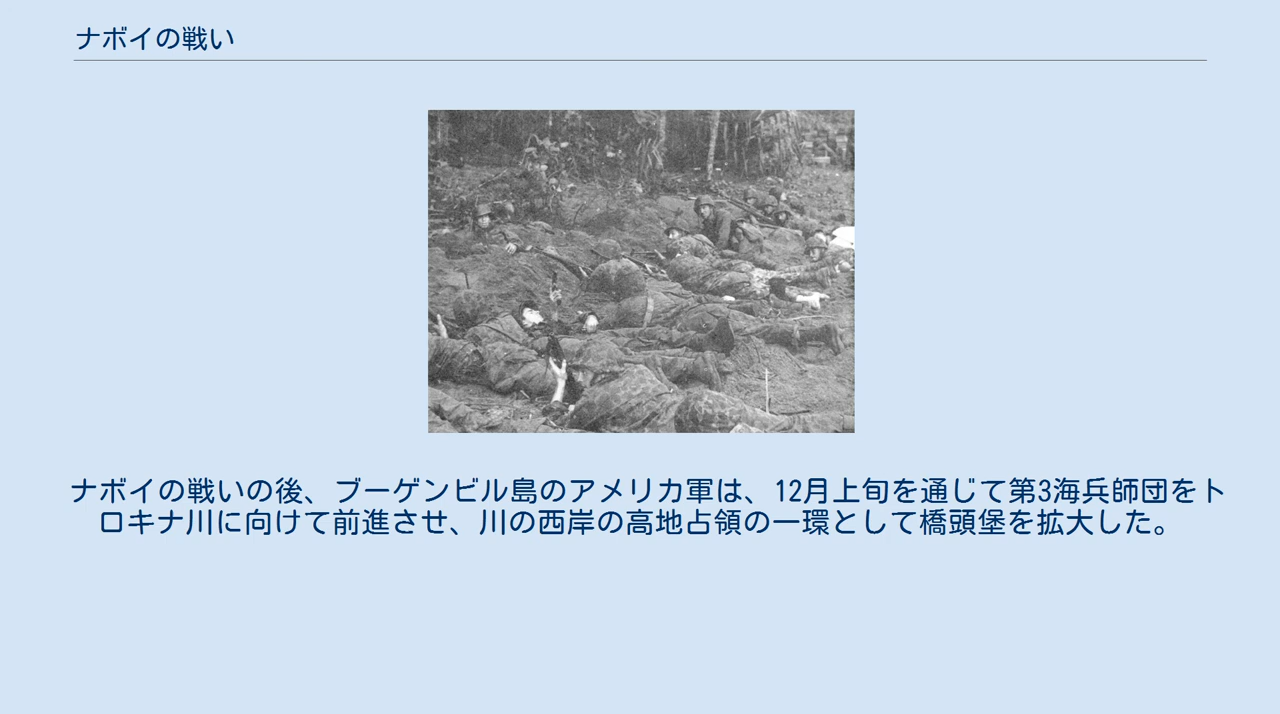 ナボイの戦い
ナボイの戦いの後、ブーゲンビル島のアメリカ軍は、12月上旬を通じて第3海兵師団をト
ロキナ川に向けて前進させ、川の西岸の高地占領の一環として橋頭堡を拡大した。